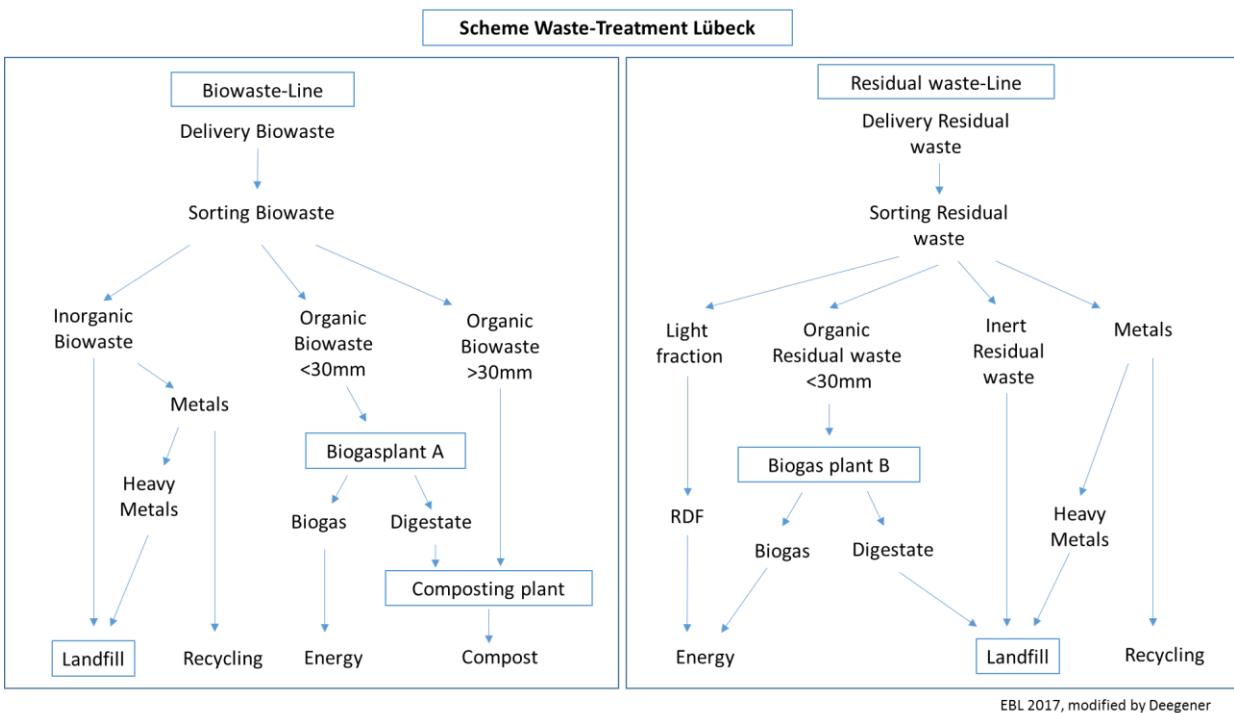 Scheme Waste-Treatment Lübeck
Biowaste-Line
Delivery Biowaste
Sorting Biowaste
Inorganic
Biowaste
Organic
Biowaste
<30mm
Organic
Biowaste
>30mm
Metals
Biogasplant A
Heavy
Metals
Biogas
Digestate
Composting plant
Landfill
Recycling
Energy
Compost
Residual waste-Line
Delivery Residual
waste
Sorting Residual
waste
Light
fraction
Organic
Residual waste
<30mm
Inert
Residual
waste
Metals
Biogas plant B
RDF
Biogas
Digestate
Heavy
Metals
Energy
Landfill
Recycling
EBL 2017, modified by Deegener